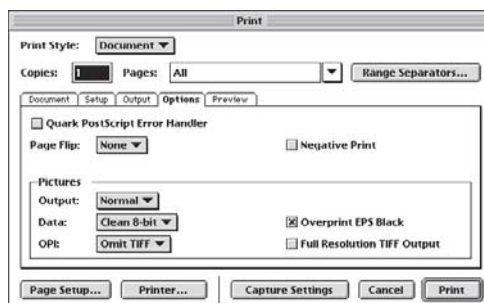 Print
Print Style: Document
Copies: 1 Pages: All Range Separators...
Document Setup Output Options Preview
Quark PostScript Error Handler
Page Flip: None Negative Print
Pictures
Output: Normal
Data: Clean 8-bit Overprint EPS Black
OPI: Omit TIFF Full Resolution TIFF Output
Page Setup... Printer... Capture Settings Cancel Print